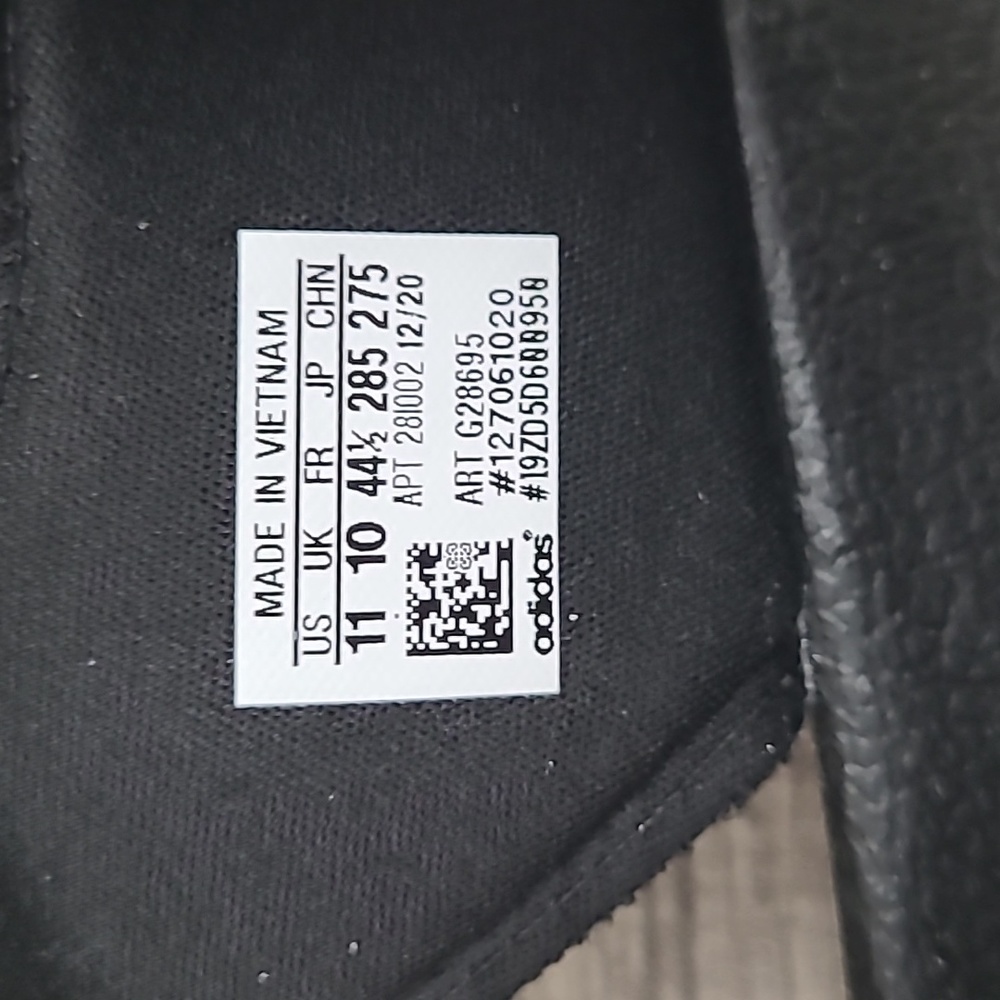 MADE IN VIETNAM
US UK FR JP CHN
11 10 44½ 285 275
APT 28I002 12/20
ART G28695
#127061020
adidas®